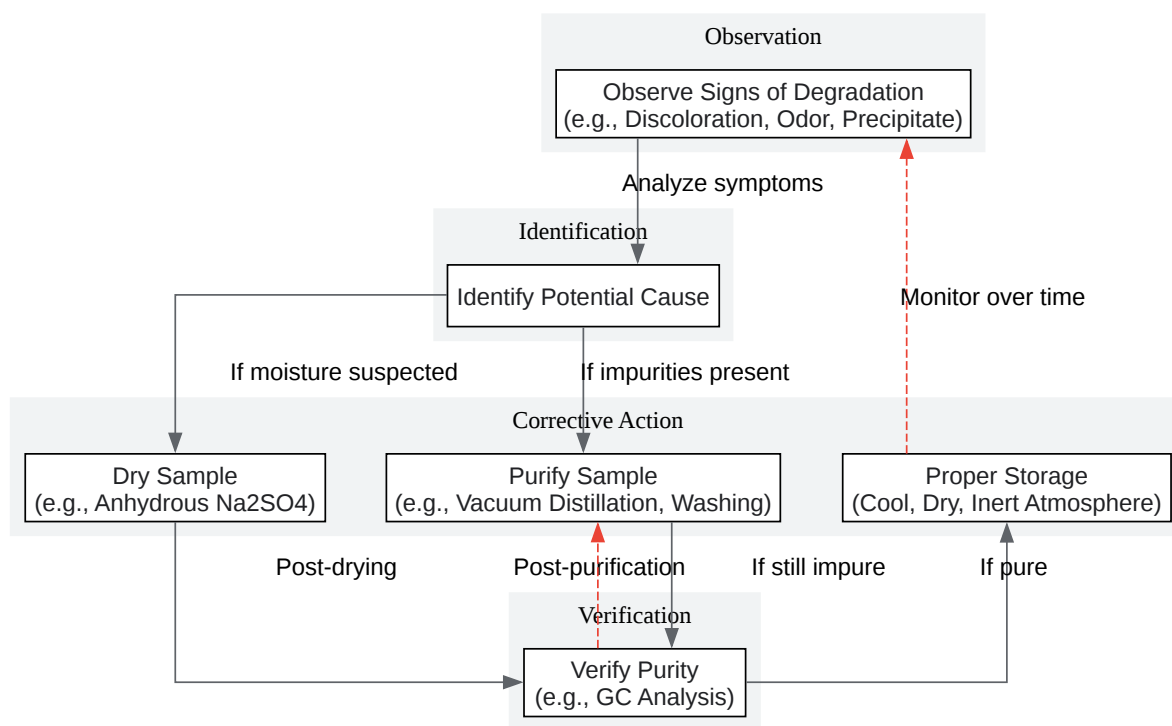 Observation
Observe Signs of Degradation
(e.g., Discoloration, Odor, Precipitate)
Analyze symptoms
Identification
Identify Potential Cause
Monitor over time
If moisture suspected
If impurities present
Corrective Action
Dry Sample
(e.g., Anhydrous Na2SO4)
Purify Sample
(e.g., Vacuum Distillation, Washing)
Proper Storage
(Cool, Dry, Inert Atmosphere)
Post-drying
Post-purification
If still impure
If pure
Verification
Verify Purity
(e.g., GC Analysis)